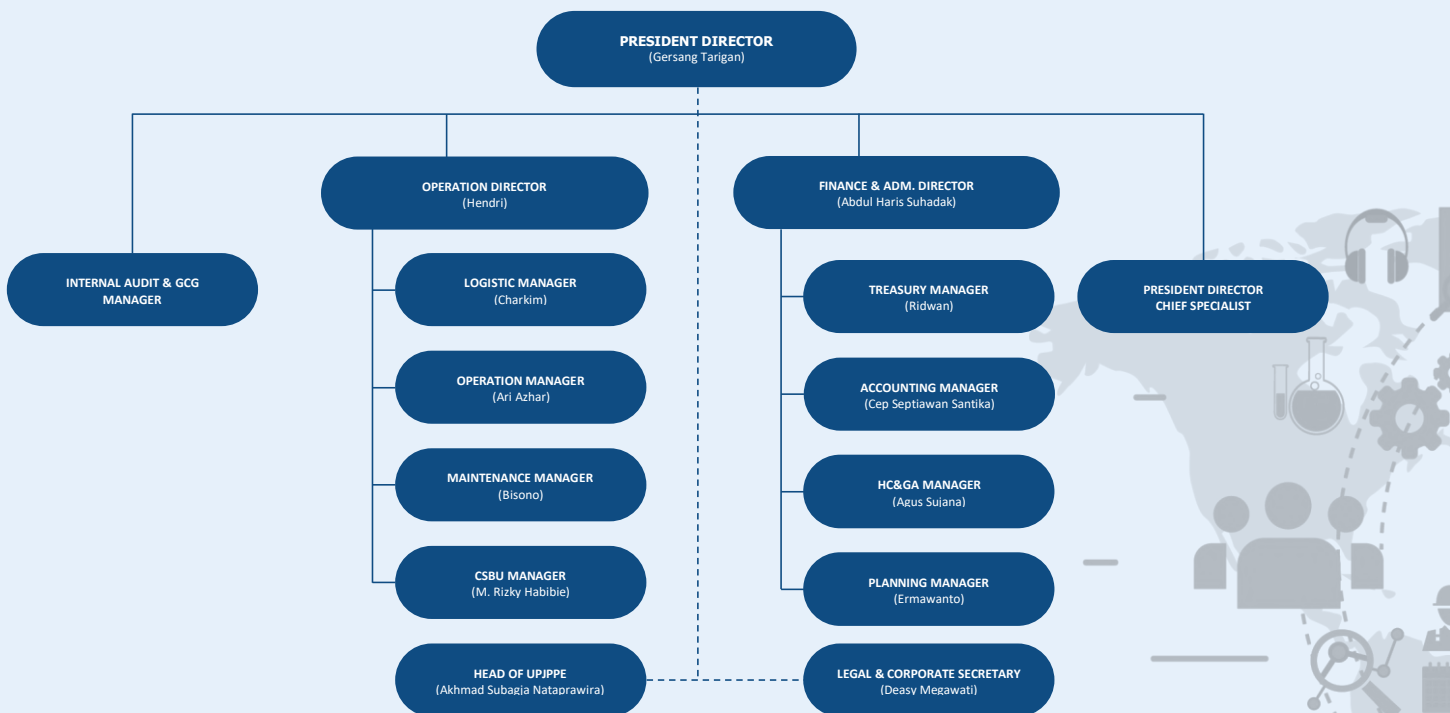 PRESIDENT DIRECTOR
(Gersang Tarigan)
OPERATION DIRECTOR
(Hendri)
FINANCE & ADM. DIRECTOR
(Abdul Haris Suhadak)
INTERNAL AUDIT & GCG
MANAGER
LOGISTIC MANAGER
(Charkim)
TREASURY MANAGER
(Ridwan)
PRESIDENT DIRECTOR
CHIEF SPECIALIST
OPERATION MANAGER
(Ari Azhar)
ACCOUNTING MANAGER
(Cep Septiawan Santika)
MAINTENANCE MANAGER
(Bisono)
HC&GA MANAGER
(Agus Sujana)
CSBU MANAGER
(M. Rizky Habibie)
PLANNING MANAGER
(Ermawanto)
HEAD OF UPJPPE
(Akhmad Subagja Nataprawira)
LEGAL & CORPORATE SECRETARY
(Deasy Megawati)